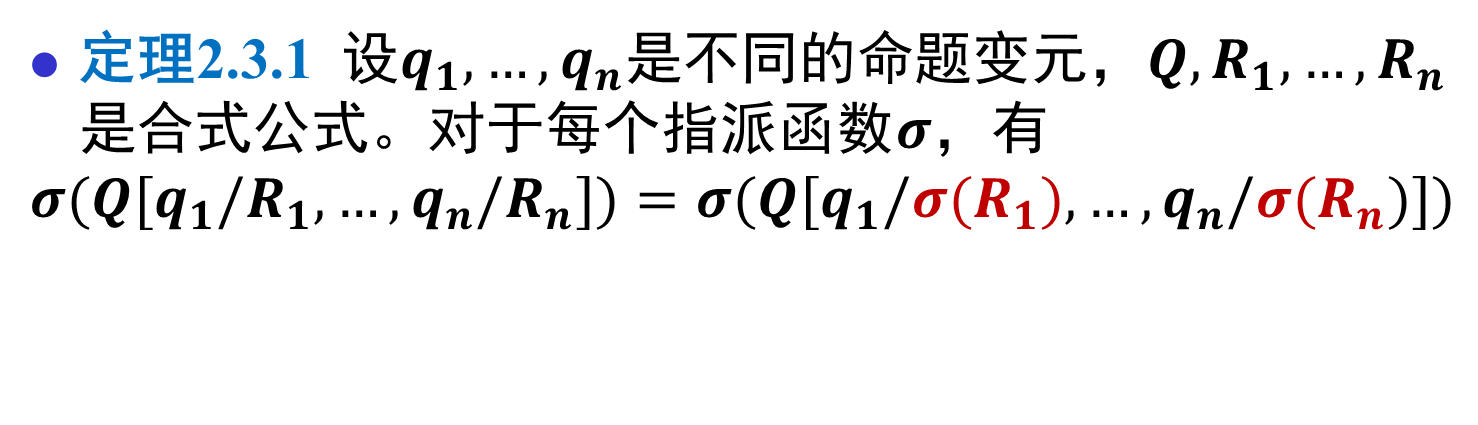 • 定理2.3.1 设q₁, … , qₙ是不同的命题变元，Q, R₁, … , Rₙ
是合式公式。对于每个指派函数σ，有
σ(Q[q₁/R₁, … , qₙ/Rₙ]) = σ(Q[q₁/σ(R₁), … , qₙ/σ(Rₙ)])